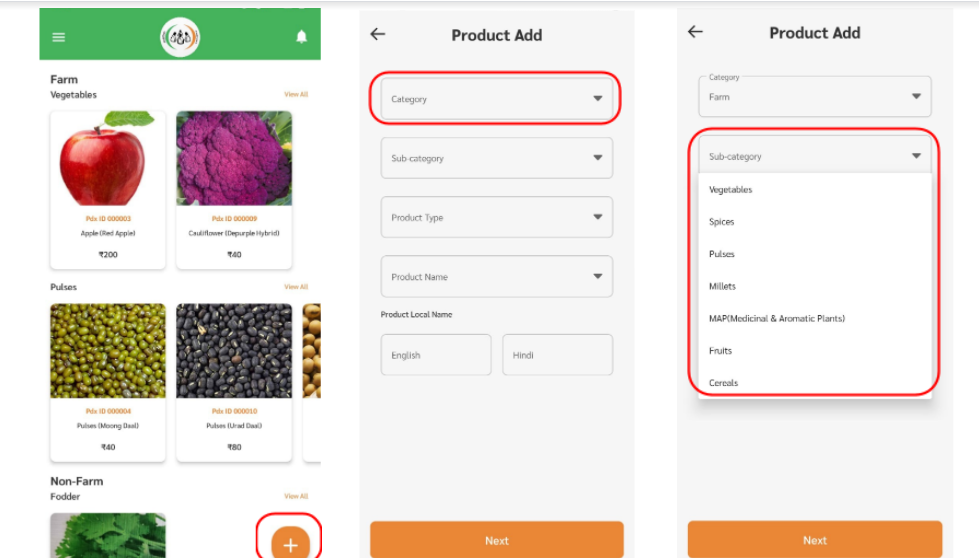 Farm
Vegetables
View All
Pdx ID 000003
Apple (Red Apple)
₹200
Pdx ID 000009
Cauliflower (Depurple Hybrid)
₹40
Pulses
View All
Pdx ID 000004
Pulses (Moong Daal)
₹40
Pdx ID 000010
Pulses (Urad Daal)
₹80
Non-Farm
Fodder
View All
+
Product Add
Category
Sub-category
Product Type
Product Name
Product Local Name
English
Hindi
Next
Product Add
Category
Farm
Sub-category
Vegetables
Spices
Pulses
Millets
MAP(Medicinal & Aromatic Plants)
Fruits
Cereals
Next